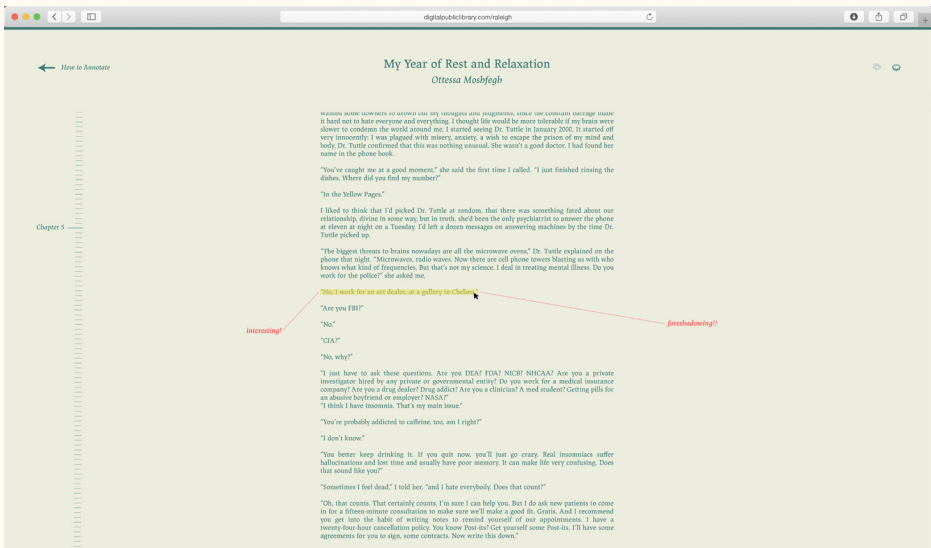 digitalpubliclibrary.com/raleigh
How to Annotate
My Year of Rest and Relaxation
Ottessa Moshfegh
wanted some downers to drown out my thoughts and judgments, since the constant barrage made
it hard not to hate everyone and everything. I thought life would be more tolerable if my brain were
slower to condemn the world around me. I started seeing Dr. Tuttle in January 2000. It started off
very innocently: I was plagued with misery, anxiety, a wish to escape the prison of my mind and
body. Dr. Tuttle confirmed that this was nothing unusual. She wasn't a good doctor. I had found her
name in the phone book.
"You've caught me at a good moment," she said the first time I called. "I just finished rinsing the
dishes. Where did you find my number?"
"In the Yellow Pages."
I liked to think that I'd picked Dr. Tuttle at random, that there was something fated about our
relationship, divine in some way, but in truth, she'd been the only psychiatrist to answer the phone
at eleven at night on a Tuesday. I'd left a dozen messages on answering machines by the time Dr.
Tuttle picked up.
Chapter 5
"The biggest threats to brains nowadays are all the microwave ovens," Dr. Tuttle explained on the
phone that night. "Microwaves, radio waves. Now there are cell phone towers blasting us with who
knows what kind of frequencies. But that's not my science. I deal in treating mental illness. Do you
work for the police?" she asked me.
"No, I work for an art dealer, at a gallery in Chelsea."
"Are you FBI?"
interesting!
foreshadowing!!
"No."
"CIA?"
"No, why?"
"I just have to ask these questions. Are you DEA? FDA? NICB? NHCAA? Are you a private
investigator hired by any private or governmental entity? Do you work for a medical insurance
company? Are you a drug dealer? Drug addict? Are you a clinician? A med student? Getting pills for
an abusive boyfriend or employer? NASA?"
"I think I have insomnia. That's my main issue."
"You're probably addicted to caffeine, too, am I right?"
"I don't know."
"You better keep drinking it. If you quit now, you'll just go crazy. Real insomniacs suffer
hallucinations and lost time and usually have poor memory. It can make life very confusing. Does
that sound like you?"
"Sometimes I feel dead," I told her, "and I hate everybody. Does that count?"
"Oh, that counts. That certainly counts. I'm sure I can help you. But I do ask new patients to come
in for a fifteen-minute consultation to make sure we'll make a good fit. Gratis. And I recommend
you get into the habit of writing notes to remind yourself of our appointments. I have a
twenty-four-hour cancellation policy. You know Post-its? Get yourself some Post-its. I'll have some
agreements for you to sign, some contracts. Now write this down."